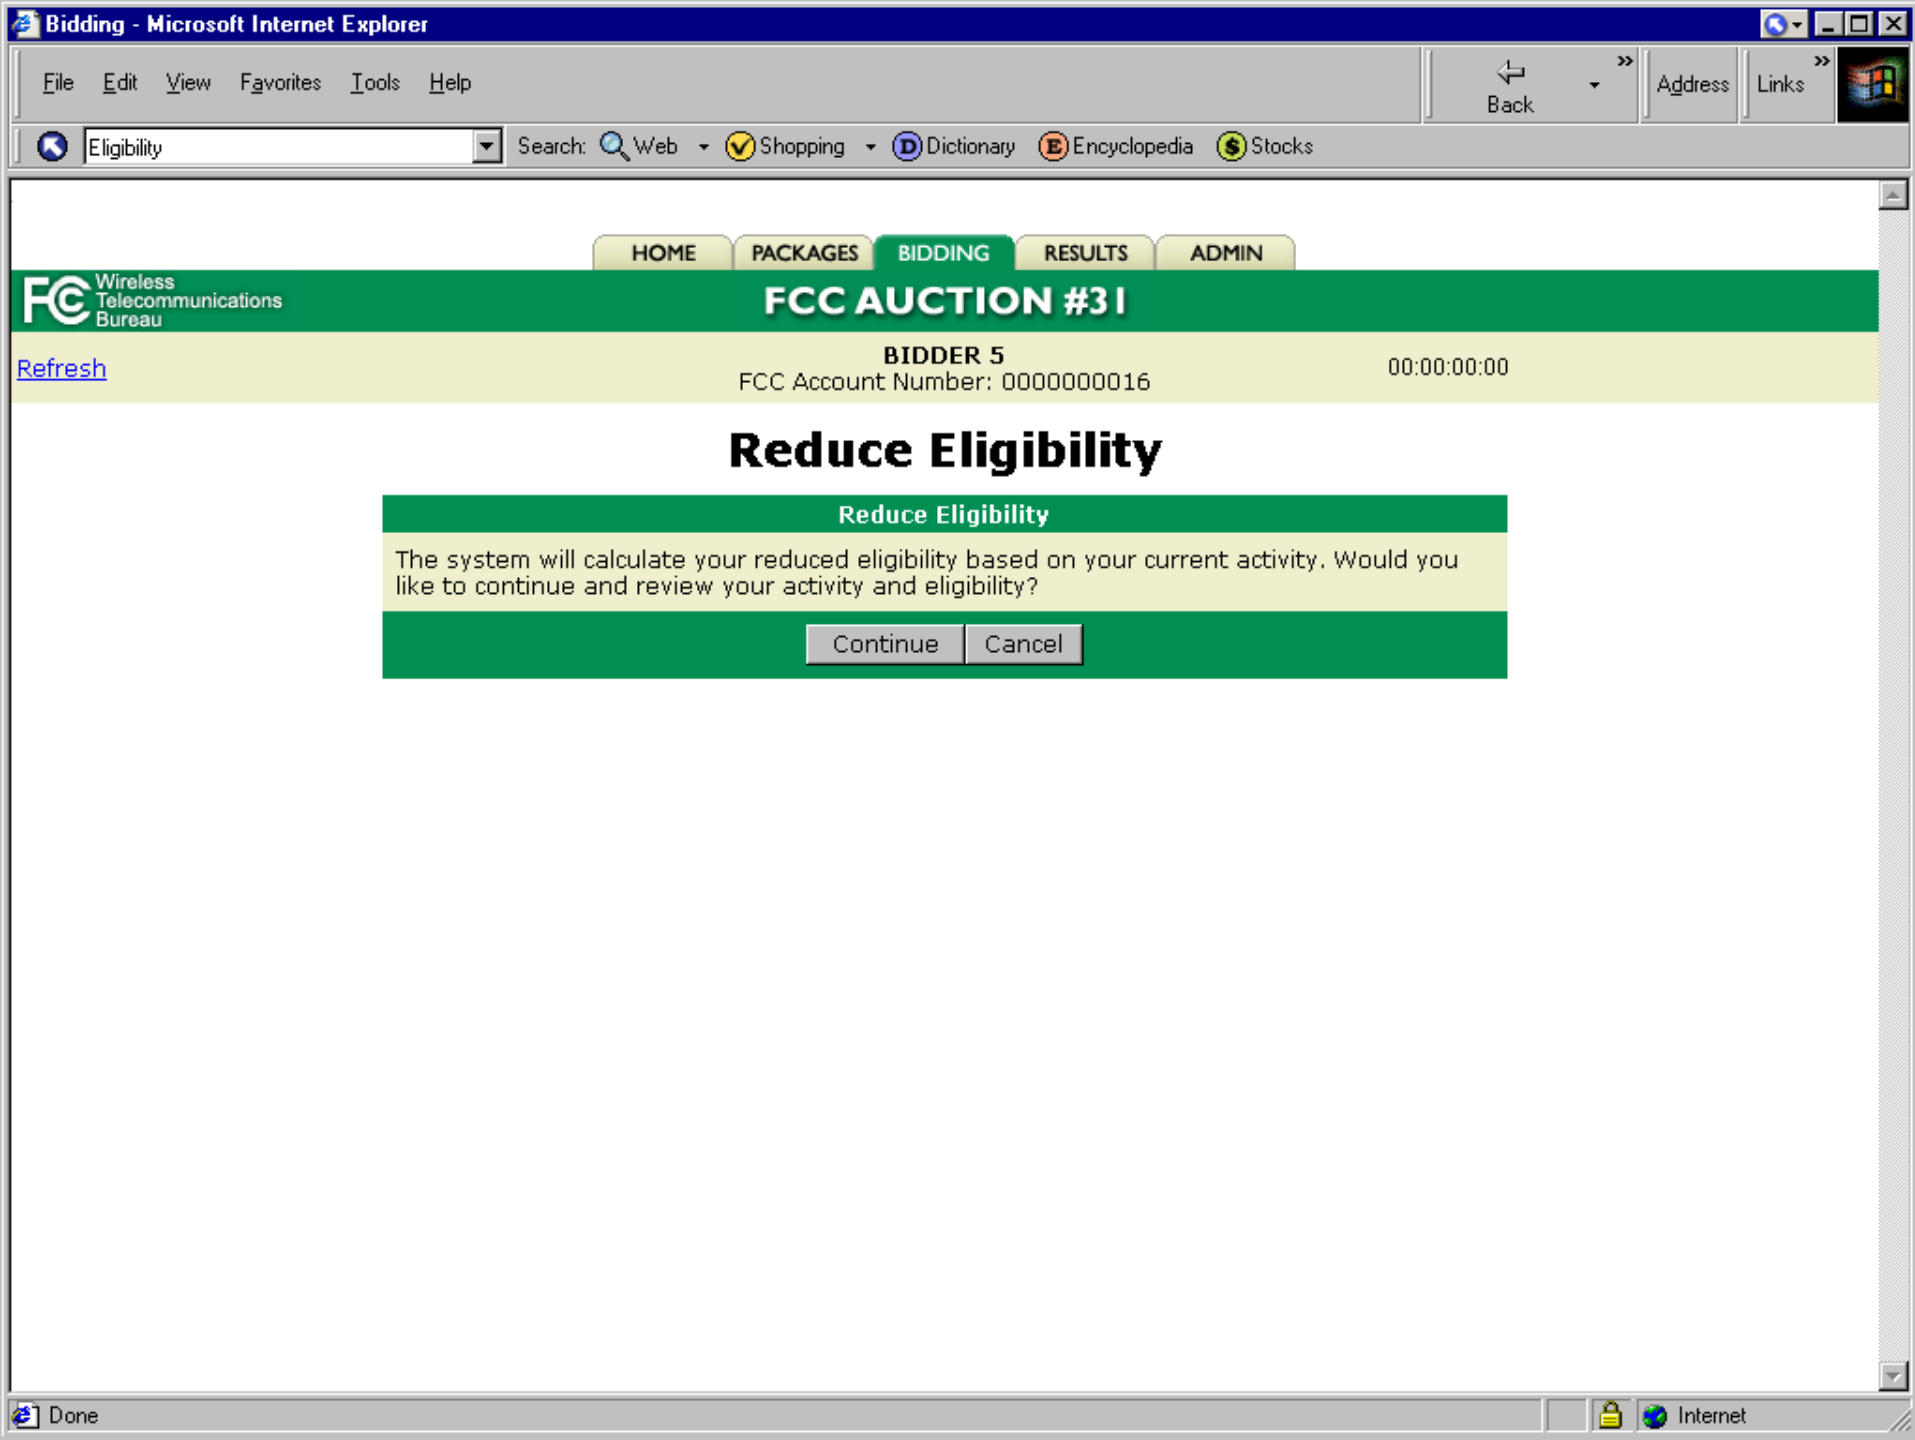 Bidding - Microsoft Internet Explorer
File Edit View Favorites Tools Help
Back
»
Address
Links
»
Eligibility
Search: Web Shopping D Dictionary E Encyclopedia $ Stocks
HOME PACKAGES BIDDING RESULTS ADMIN
FCC Wireless
Telecommunications
Bureau
FCC AUCTION #31
Refresh
BIDDER 5
FCC Account Number: 0000000016
00:00:00:00
Reduce Eligibility
Reduce Eligibility
The system will calculate your reduced eligibility based on your current activity. Would you
like to continue and review your activity and eligibility?
Continue Cancel
Done
Internet